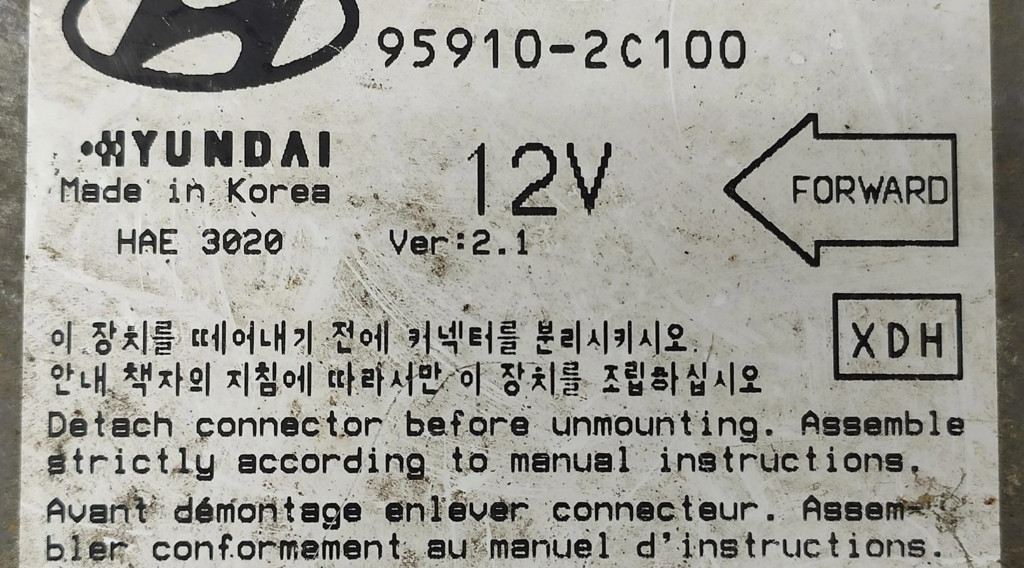 95910-2C100
HYUNDAI
Made in Korea
12V
FORWARD
HAE 3020
Ver:2.1
XDH
이 장치를 떼어내기 전에 커넥터를 분리시키시오.
안내 책자의 지침에 따라서만 이 장치를 조립하십시오
Detach connector before unmounting. Assemble
strictly according to manual instructions.
Avant démontage enlever connecteur. Assem-
bler conformément au manuel d'instructions.